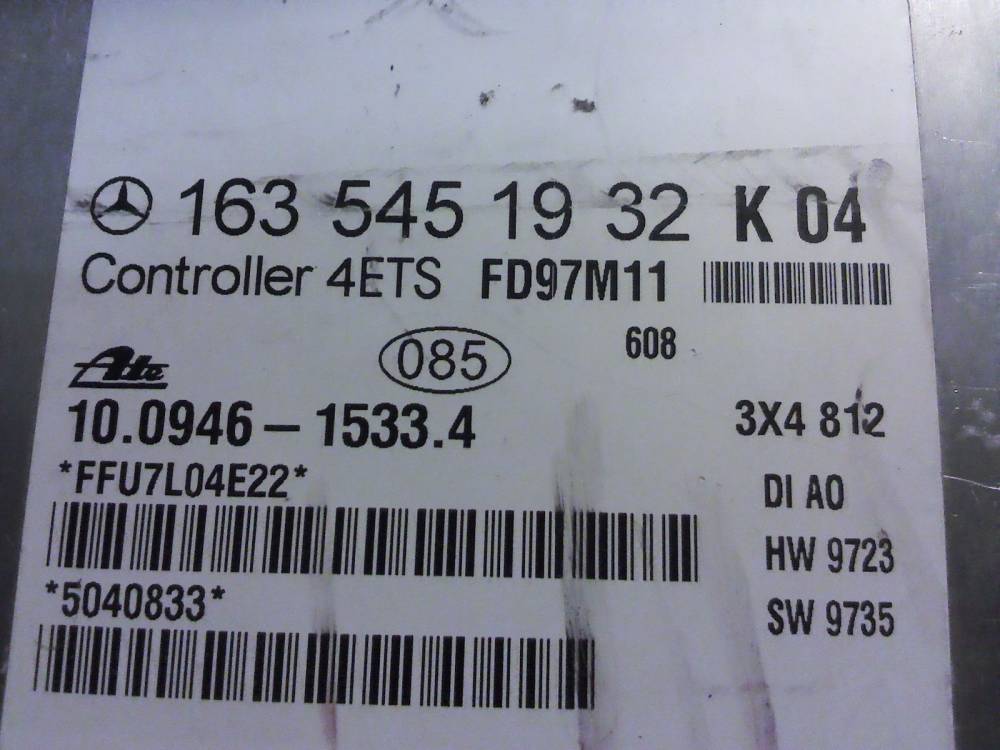 163 545 19 32 K 04
Controller 4ETS FD97M11
085 608
Ate
10.0946-1533.4 3X4 812
*FFU7L04E22* DI A0
HW 9723
*5040833* SW 9735